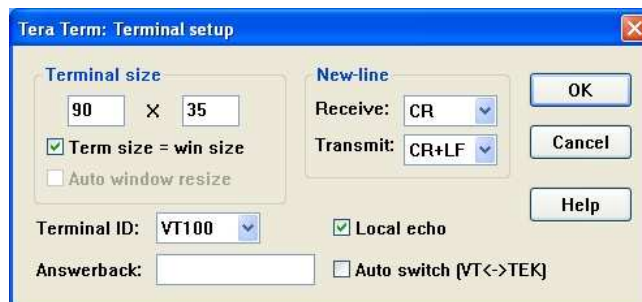 Tera Term: Terminal setup
Terminal size
90 X 35
Term size = win size
Auto window resize
New-line
Receive: CR
Transmit: CR+LF
OK
Cancel
Help
Terminal ID: VT100
Local echo
Answerback:
Auto switch (VT<->TEK)